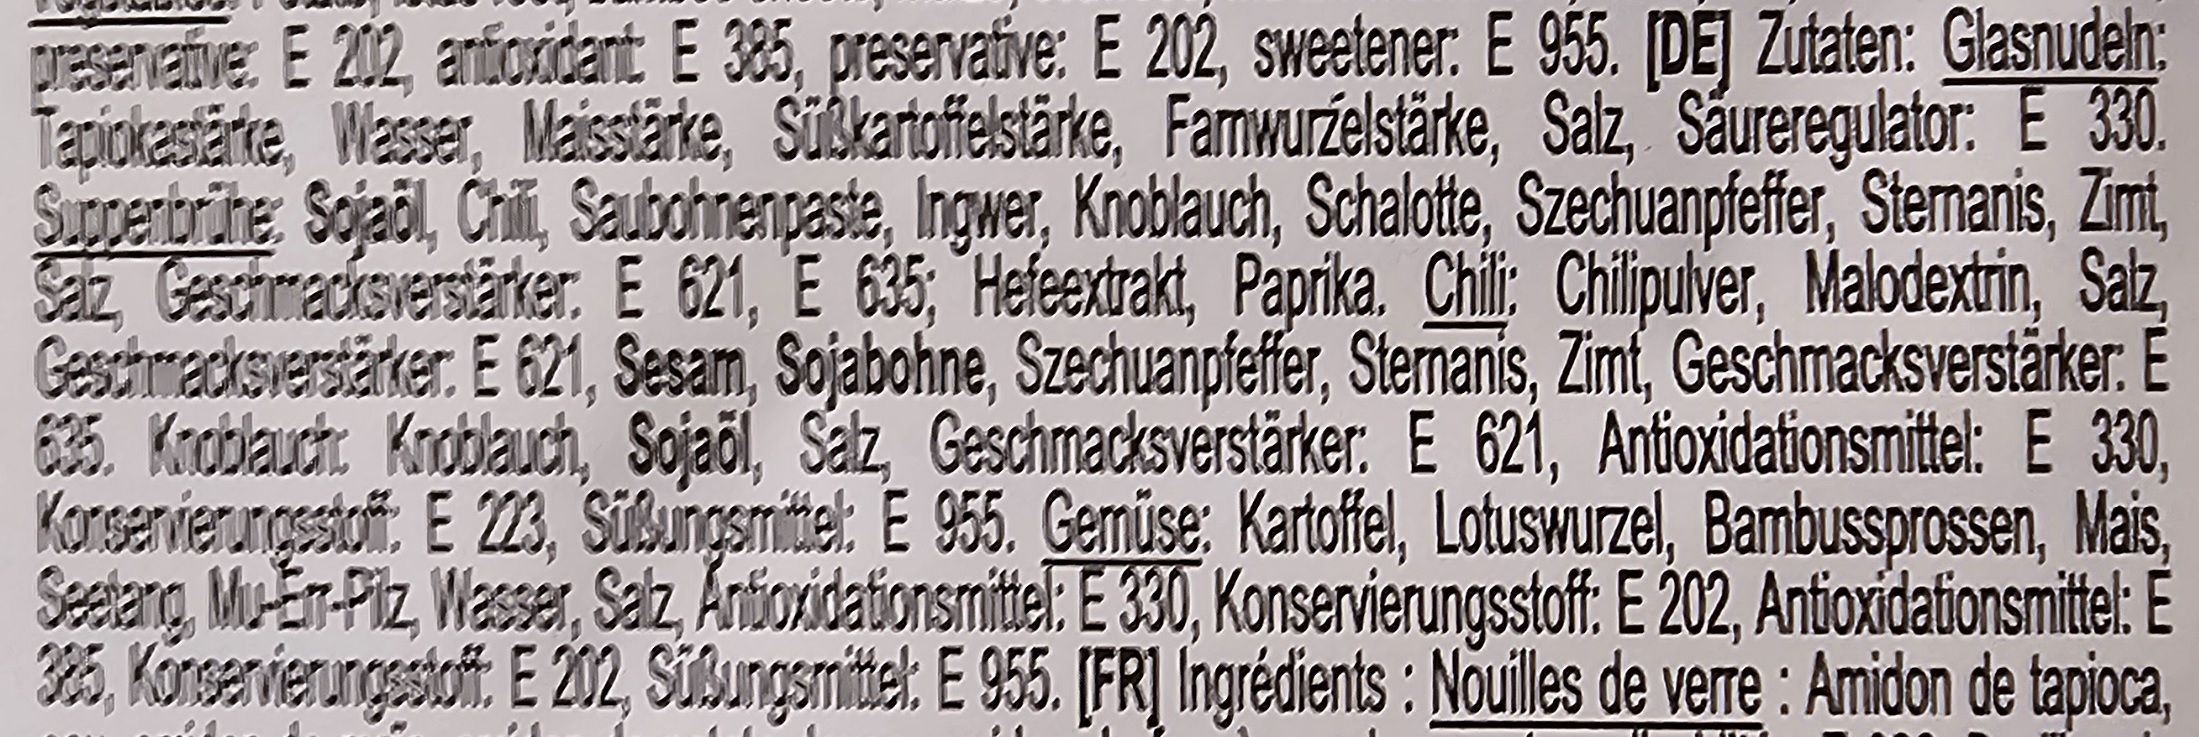 preservative: E 202, antioxidant: E 385, preservative: E 202, sweetener: E 955. [DE] Zutaten: Glasnudeln:
Tapiokastärke, Wasser, Maisstärke, Süßkartoffelstärke, Farnwurzelstärke, Salz, Säureregulator: E 330.
Suppenbrühe: Sojaöl, Chili, Saubohnenpaste, Ingwer, Knoblauch, Schalotte, Szechuanpfeffer, Sternanis, Zimt,
Salz, Geschmacksverstärker: E 621, E 635; Hefeextrakt, Paprika. Chili: Chilipulver, Malodextrin, Salz,
Geschmacksverstärker: E 621, Sesam, Sojabohne, Szechuanpfeffer, Sternanis, Zimt, Geschmacksverstärker: E
635. Knoblauch: Knoblauch, Sojaöl, Salz, Geschmacksverstärker: E 621, Antioxidationsmittel: E 330,
Konservierungsstoff: E 223, Süßungsmittel: E 955. Gemüse: Kartoffel, Lotuswurzel, Bambussprossen, Mais,
Seetang, Mu-Err-Pilz, Wasser, Salz, Antioxidationsmittel: E 330, Konservierungsstoff: E 202, Antioxidationsmittel: E
385, Konservierungsstoff: E 202, Süßungsmittel: E 955. [FR] Ingrédients : Nouilles de verre : Amidon de tapioca,